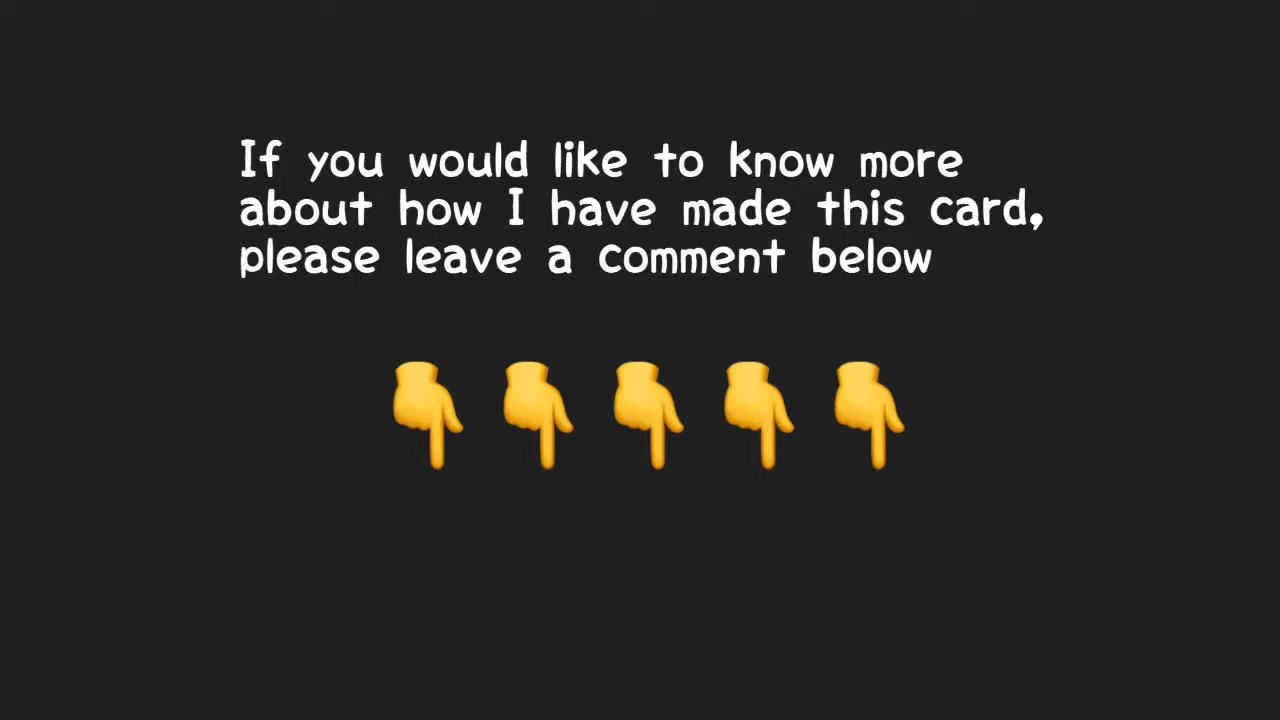 If you would like to know more
about how I have made this card,
please leave a comment below